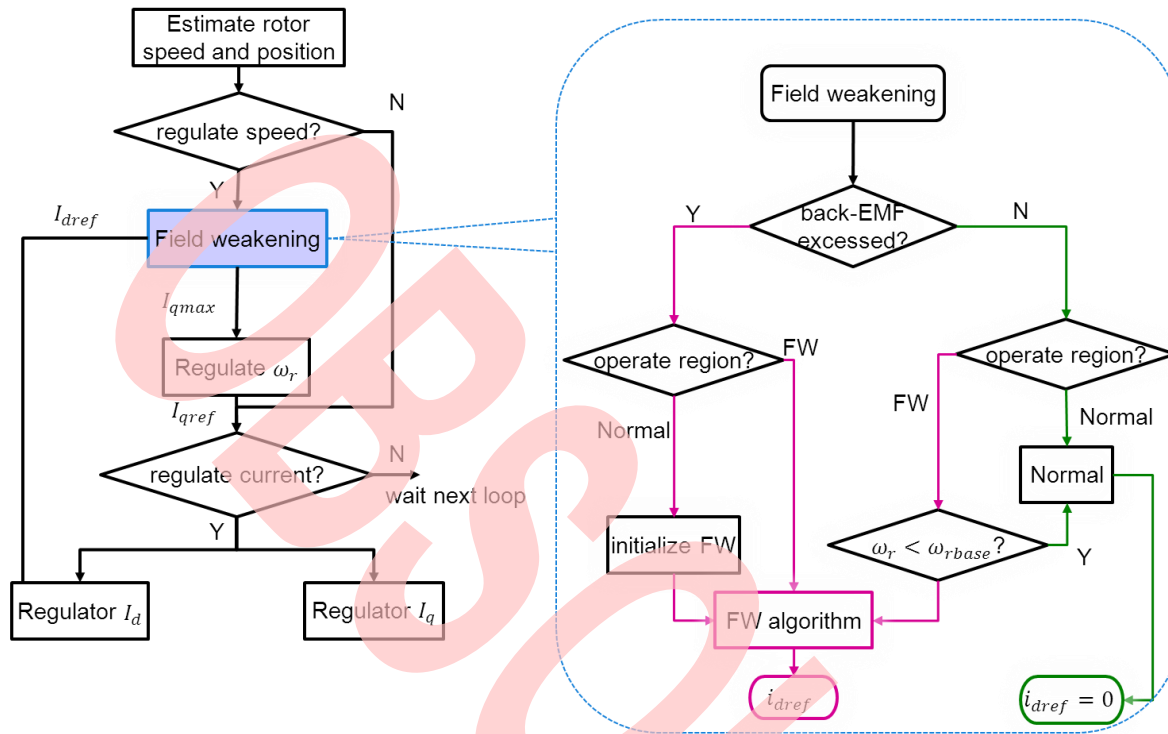 Estimate rotor
speed and position
regulate speed?
N
Y
I_dref
Field weakening
I_qmax
Regulate ω_r
I_qref
regulate current?
N
wait next loop
Y
Regulator I_d
Regulator I_q
Field weakening
back-EMF
excessed?
Y
N
operate region?
FW
Normal
initialize FW
operate region?
FW
Normal
Normal
ω_r < ω_rbase?
Y
FW algorithm
i_dref
i_dref = 0